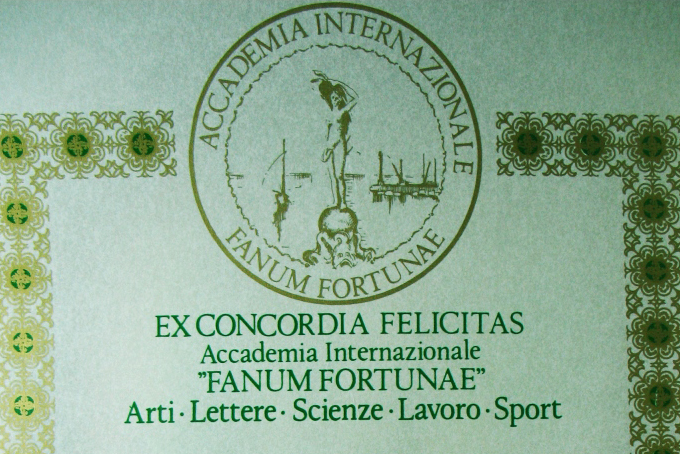 ACCADEMIA INTERNAZIONALE
FANUM FORTUNAE
EX CONCORDIA FELICITAS
Accademia Internazionale
”FANUM FORTUNAE”
Arti · Lettere · Scienze · Lavoro · Sport